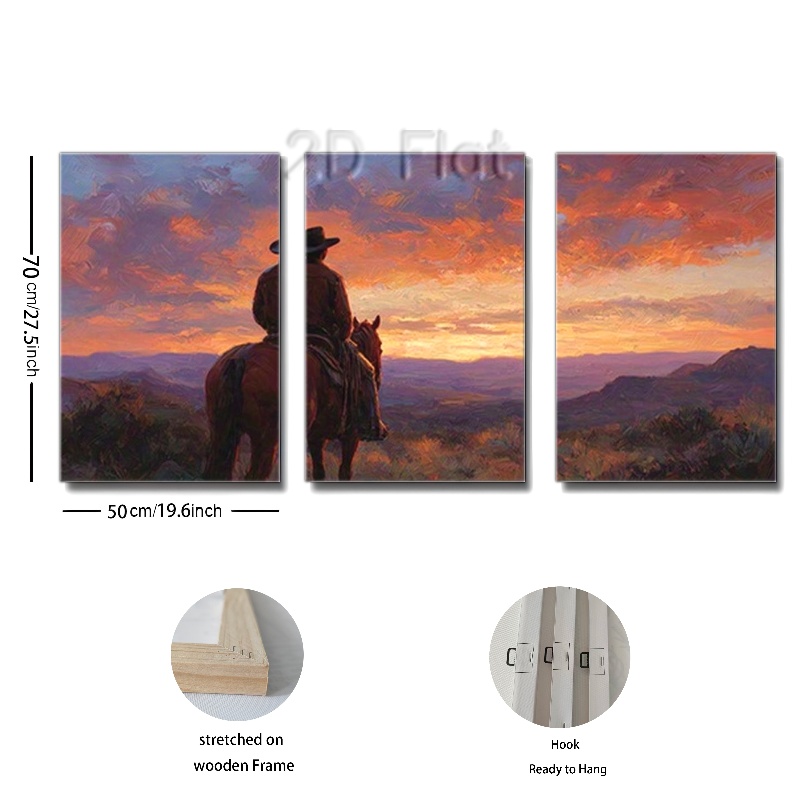 2D Flat
70cm/27.5inch
50cm/19.6inch
stretched on
wooden Frame
Hook
Ready to Hang